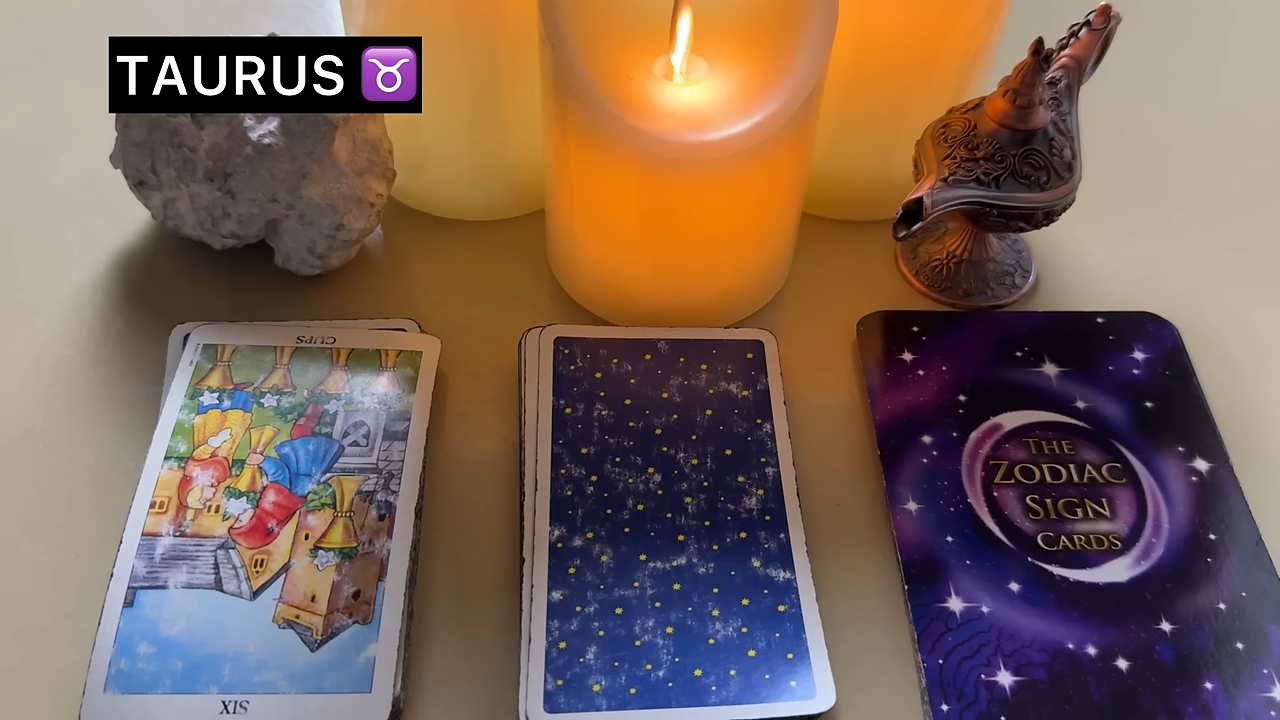 TAURUS ♉
CUPS
SIX
THE
ZODIAC
SIGN
CARDS